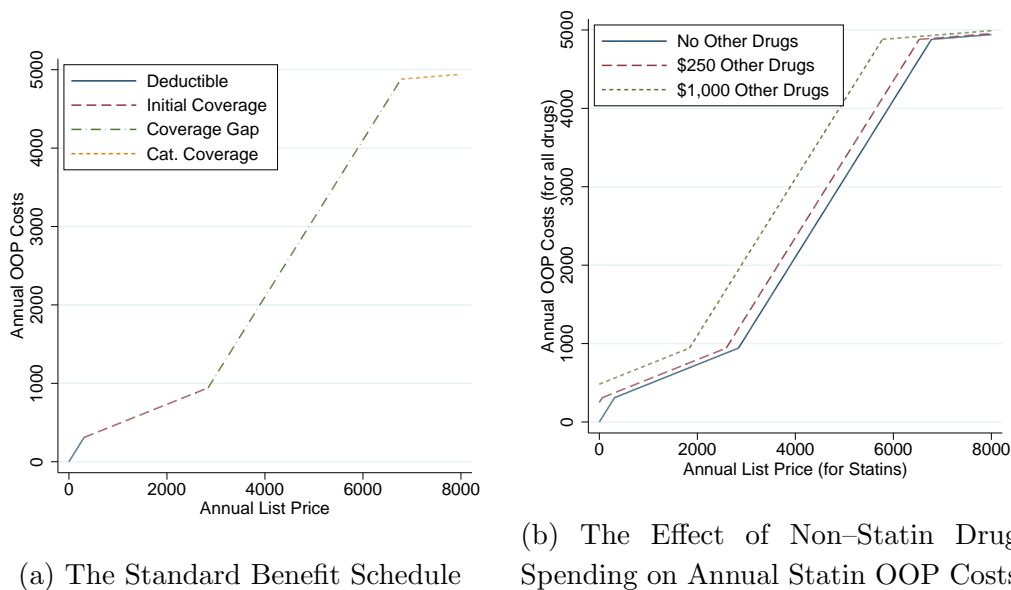 Annual OOP Costs
5000
4000
3000
2000
1000
0
Deductible
Initial Coverage
Coverage Gap
Cat. Coverage
0 2000 4000 6000 8000
Annual List Price
(a) The Standard Benefit Schedule
Annual OOP Costs (for all drugs)
5000
4000
3000
2000
1000
0
No Other Drugs
$250 Other Drugs
$1,000 Other Drugs
0 2000 4000 6000 8000
Annual List Price (for Statins)
(b) The Effect of Non–Statin Drug
Spending on Annual Statin OOP Costs